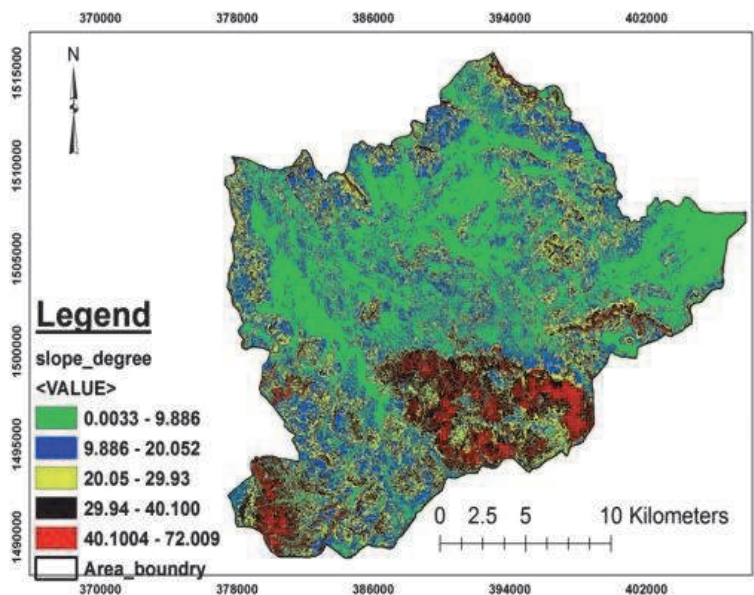 370000 378000 386000 394000 402000
N
1515000
1510000
1505000
1500000
1495000
1490000
Legend
slope_degree
<VALUE>
0.0033 - 9.886
9.886 - 20.052
20.05 - 29.93
29.94 - 40.100
40.1004 - 72.009
Area_boundry
0 2.5 5 10 Kilometers
370000 378000 386000 394000 402000